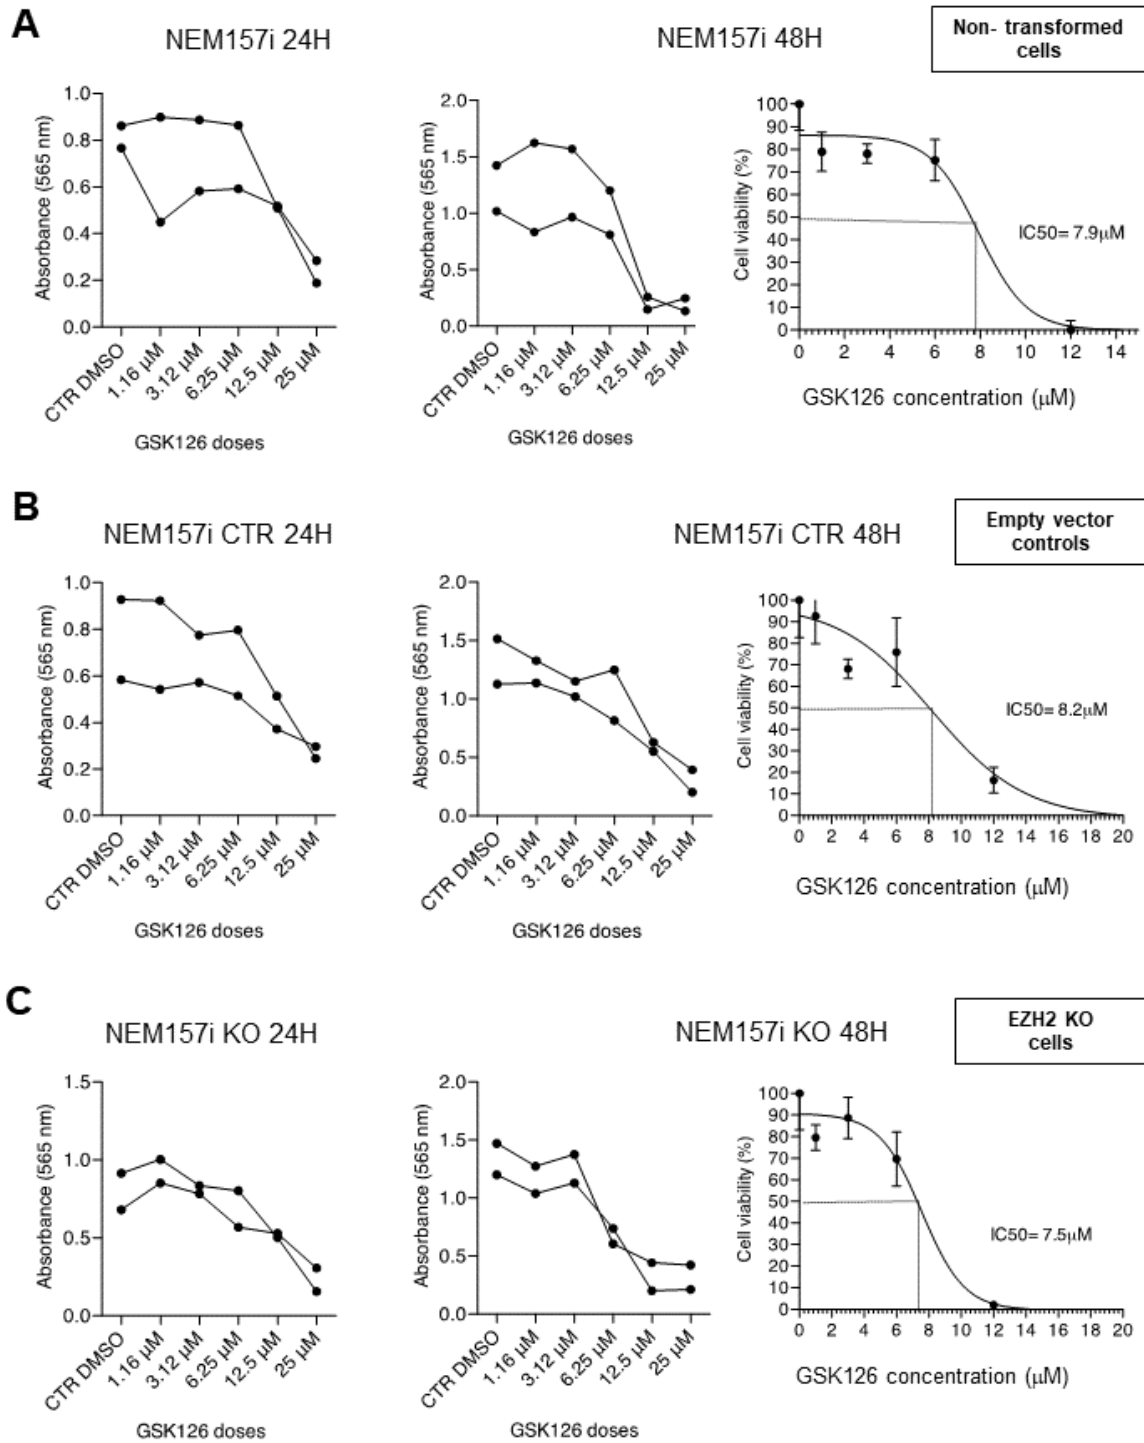 A
NEM157i 24H
NEM157i 48H
Non- transformed
cells
1.0
0.8
0.6
0.4
0.2
0.0
Absorbance (565 nm)
CTR DMSO
1.16 µM
3.12 µM
6.25 µM
12.5 µM
25 µM
GSK126 doses
2.0
1.5
1.0
0.5
0.0
Absorbance (565 nm)
CTR DMSO
1.16 µM
3.12 µM
6.25 µM
12.5 µM
25 µM
GSK126 doses
100
90
80
70
60
50
40
30
20
10
0
Cell viability (%)
IC50= 7.9µM
0 2 4 6 8 10 12 14
GSK126 concentration (µM)
B
NEM157i CTR 24H
NEM157i CTR 48H
Empty vector
controls
1.0
0.8
0.6
0.4
0.2
0.0
Absorbance (565 nm)
CTR DMSO
1.16 µM
3.12 µM
6.25 µM
12.5 µM
25 µM
GSK126 doses
2.0
1.5
1.0
0.5
0.0
Absorbance (565 nm)
CTR DMSO
1.16 µM
3.12 µM
6.25 µM
12.5 µM
25 µM
GSK126 doses
100
90
80
70
60
50
40
30
20
10
0
Cell viability (%)
IC50= 8.2µM
0 2 4 6 8 10 12 14 16 18 20
GSK126 concentration (µM)
C
NEM157i KO 24H
NEM157i KO 48H
EZH2 KO
cells
1.5
1.0
0.5
0.0
Absorbance (565 nm)
CTR DMSO
1.16 µM
3.12 µM
6.25 µM
12.5 µM
25 µM
GSK126 doses
2.0
1.5
1.0
0.5
0.0
Absorbance (565 nm)
CTR DMSO
1.16 µM
3.12 µM
6.25 µM
12.5 µM
25 µM
GSK126 doses
100
90
80
70
60
50
40
30
20
10
0
Cell viability (%)
IC50= 7.5µM
0 2 4 6 8 10 12 14 16 18 20
GSK126 concentration (µM)